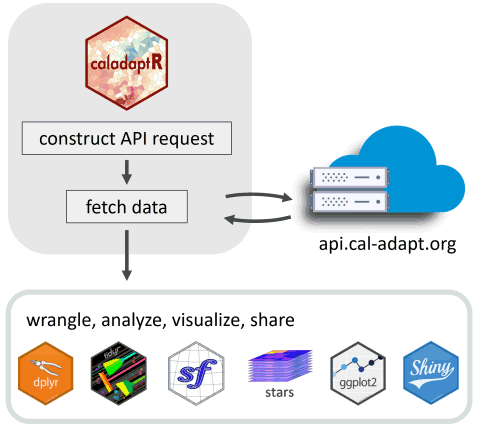 caladaptR
construct API request
fetch data
api.cal-adapt.org
wrangle, analyze, visualize, share
dplyr
tidyr
sf
stars
ggplot2
Shiny